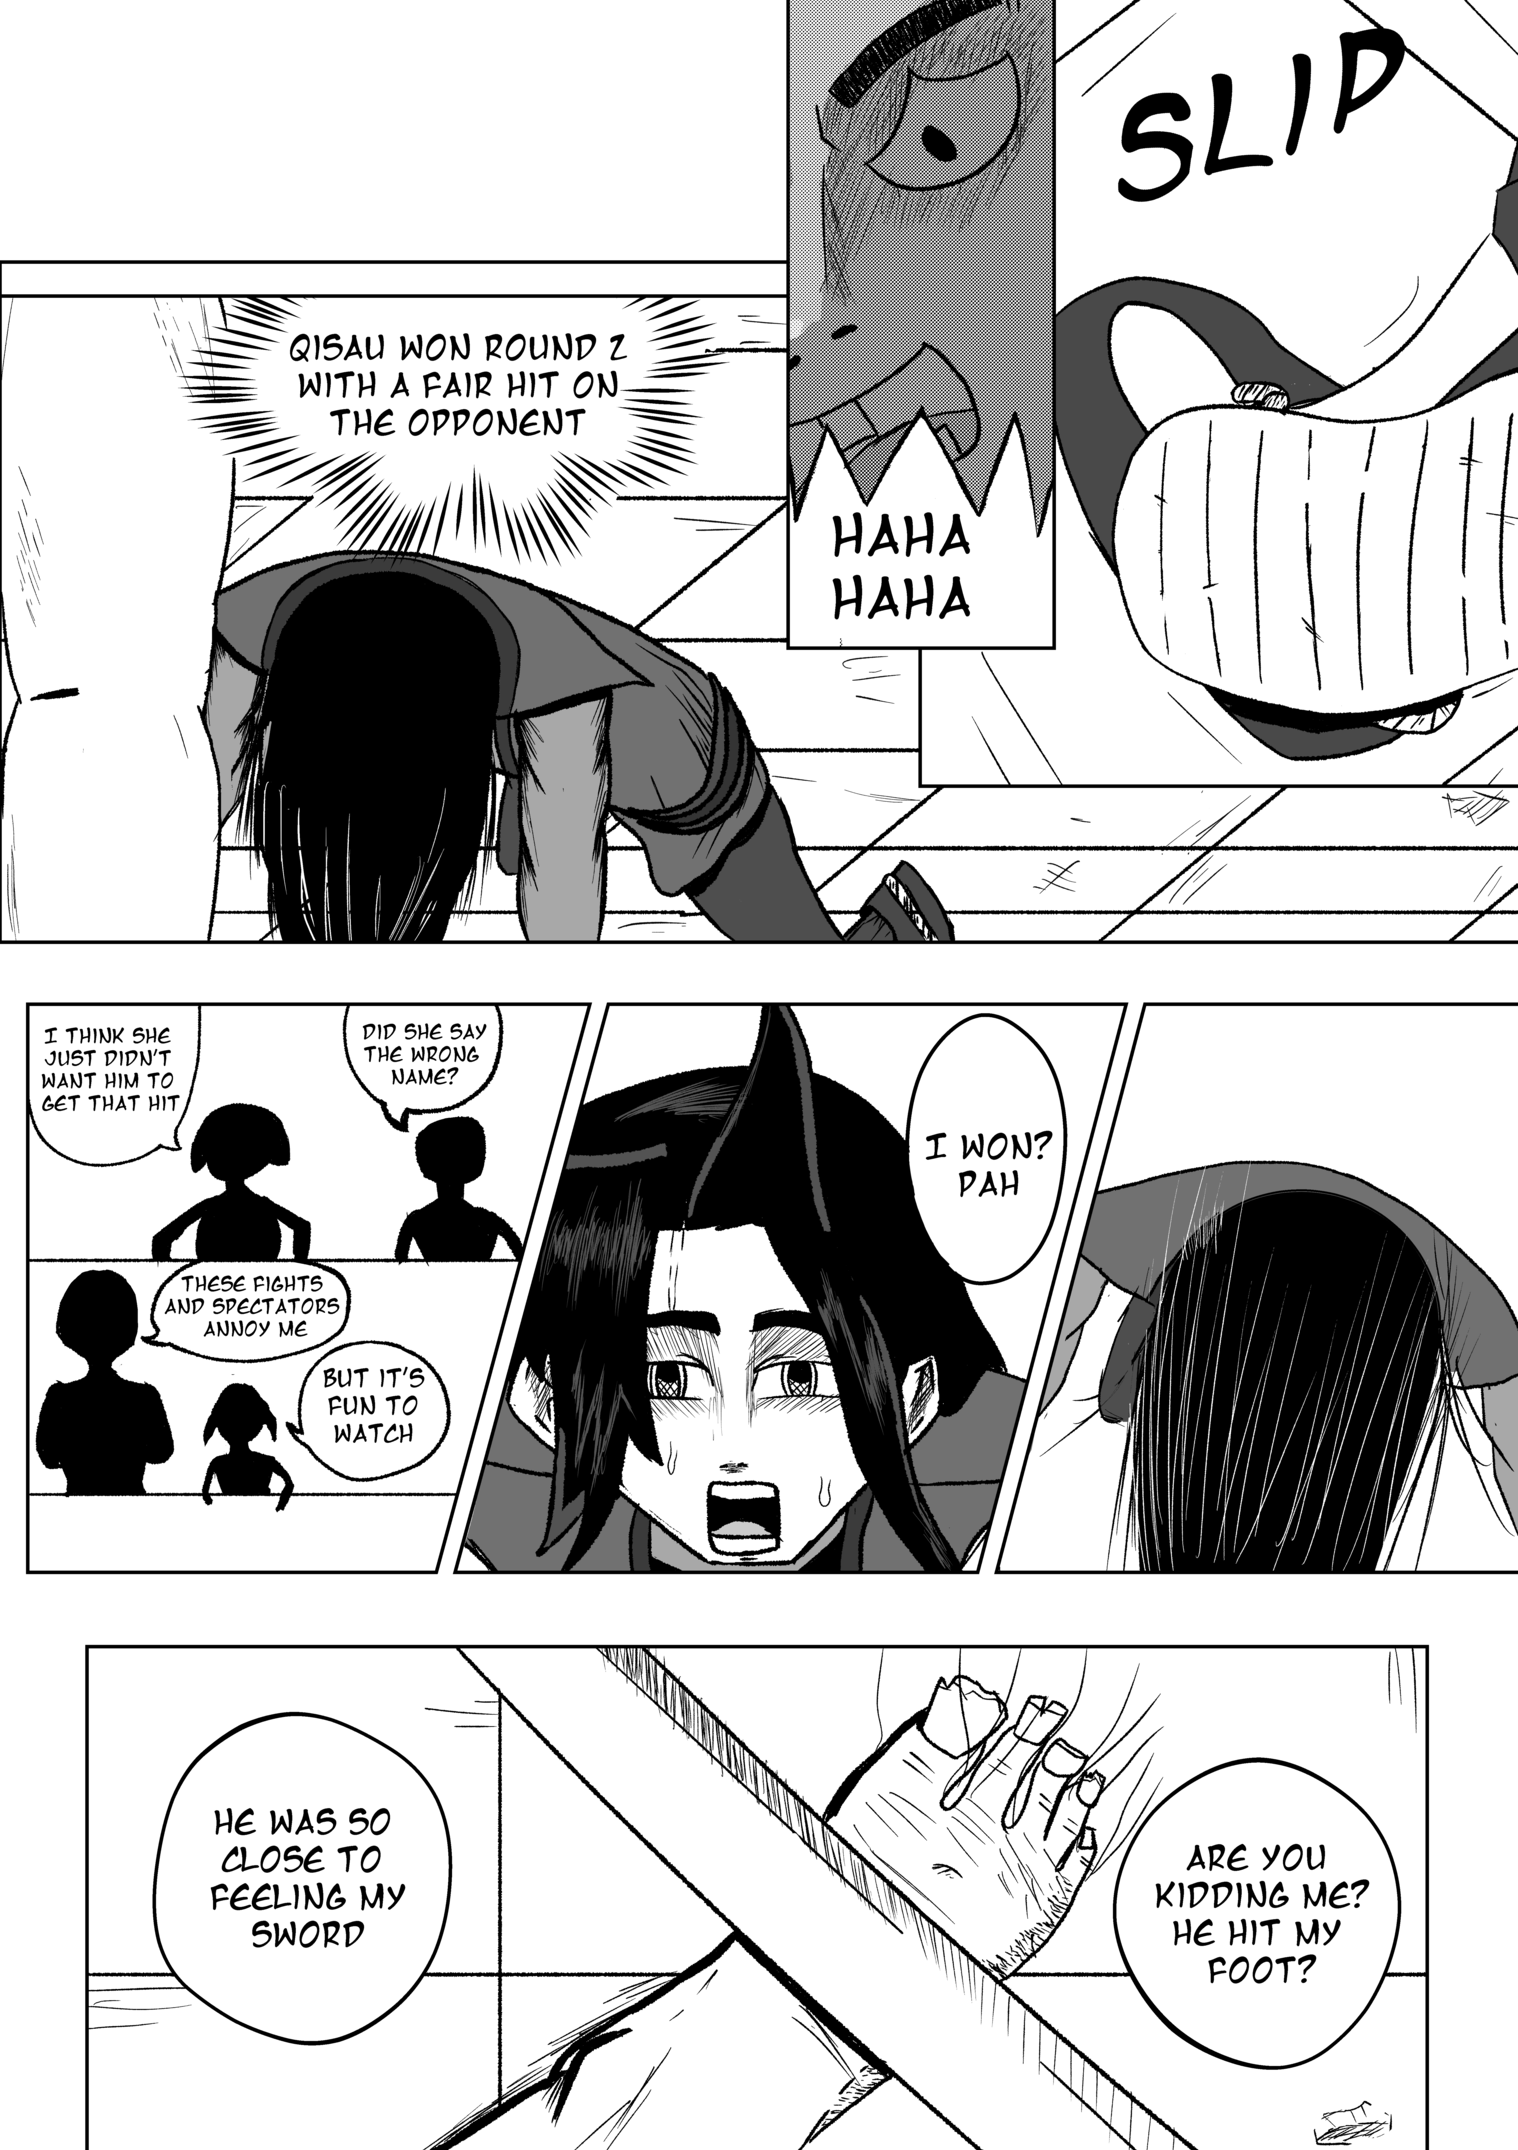 SLIP
HAHA
HAHA
QISAU WON ROUND 2
WITH A FAIR HIT ON
THE OPPONENT
I WON?
PAH
DID SHE SAY
THE WRONG
NAME?
I THINK SHE
JUST DIDN'T
WANT HIM TO
GET THAT HIT
THESE FIGHTS
AND SPECTATORS
ANNOY ME
BUT IT'S
FUN TO
WATCH
ARE YOU
KIDDING ME?
HE HIT MY
FOOT?
HE WAS SO
CLOSE TO
FEELING MY
SWORD